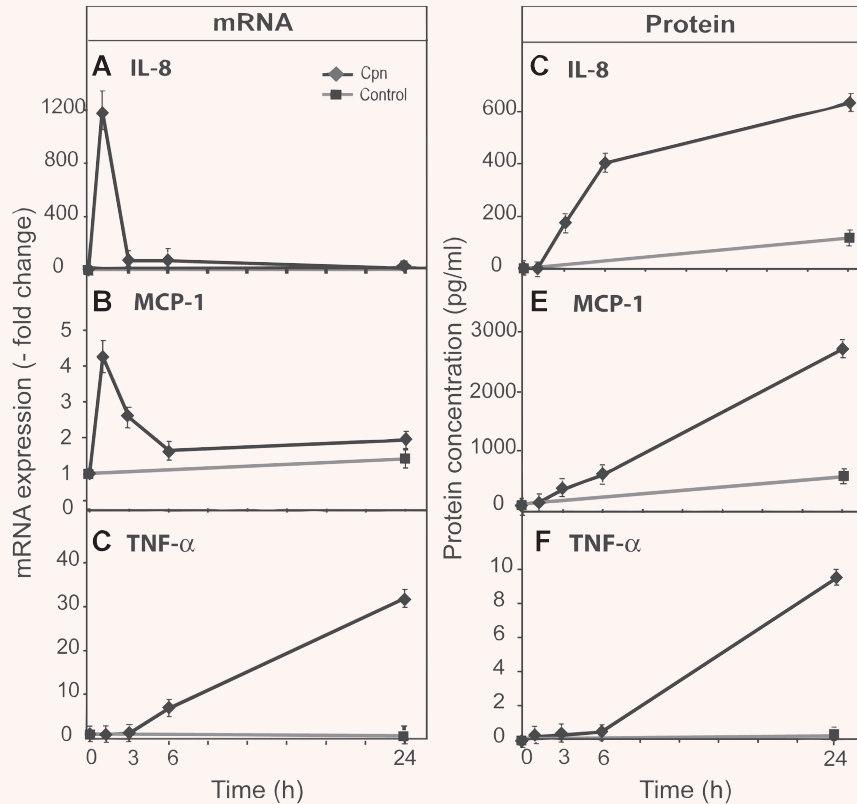 mRNA
Protein
A IL-8
Cpn
Control
1200
800
400
0
C IL-8
600
400
200
0
mRNA expression (- fold change)
Protein concentration (pg/ml)
B MCP-1
5
4
3
2
1
0
E MCP-1
3000
2000
1000
0
C TNF-α
40
30
20
10
0
0 3 6 24
Time (h)
F TNF-α
10
8
6
4
2
0
0 3 6 24
Time (h)